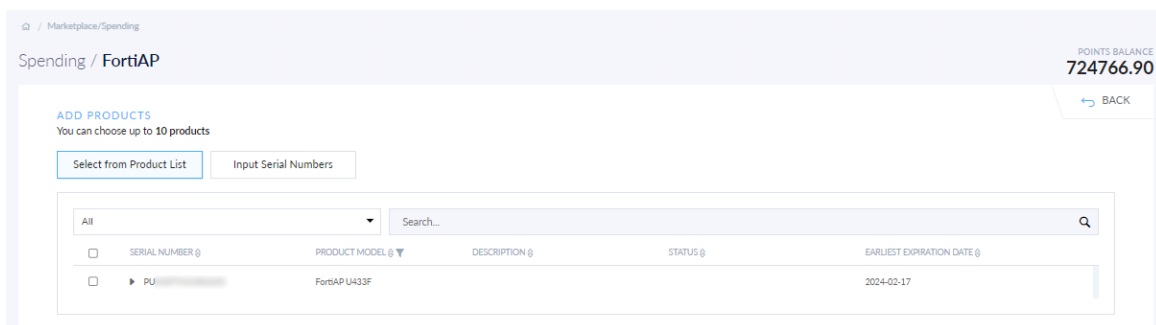 / Marketplace/Spending
Spending / FortiAP
POINTS BALANCE
724766.90
BACK
ADD PRODUCTS
You can choose up to 10 products
Select from Product List
Input Serial Numbers
All
Search...
SERIAL NUMBER PRODUCT MODEL DESCRIPTION STATUS EARLIEST EXPIRATION DATE
PU FortiAP U433F 2024-02-17